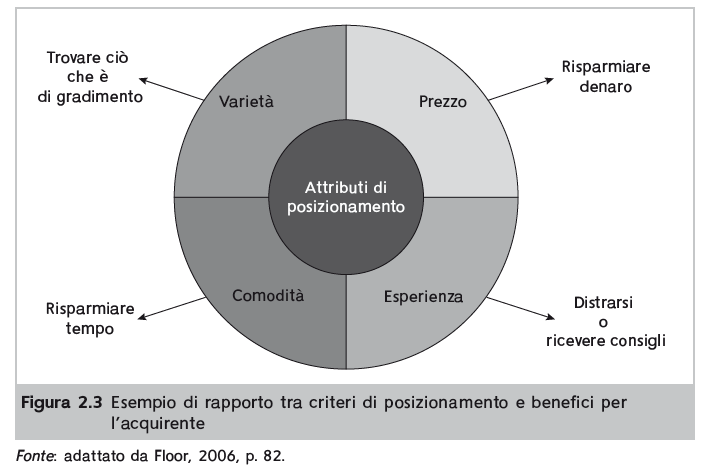 Trovare ciò
che è
di gradimento
Varietà
Prezzo
Risparmiare
denaro
Attributi di
posizionamento
Risparmiare
tempo
Comodità
Esperienza
Distrarsi
o
ricevere consigli
Figura 2.3 Esempio di rapporto tra criteri di posizionamento e benefici per
l'acquirente
Fonte: adattato da Floor, 2006, p. 82.